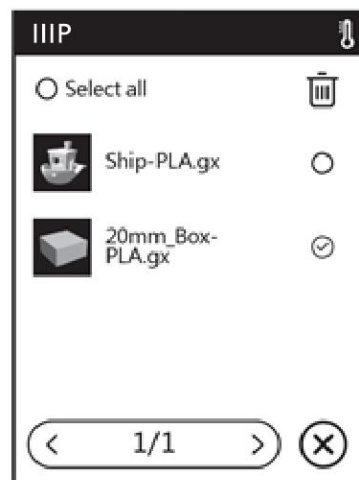 IIIP
Select all
Ship-PLA.gx
20mm_Box-
PLA.gx
1/1